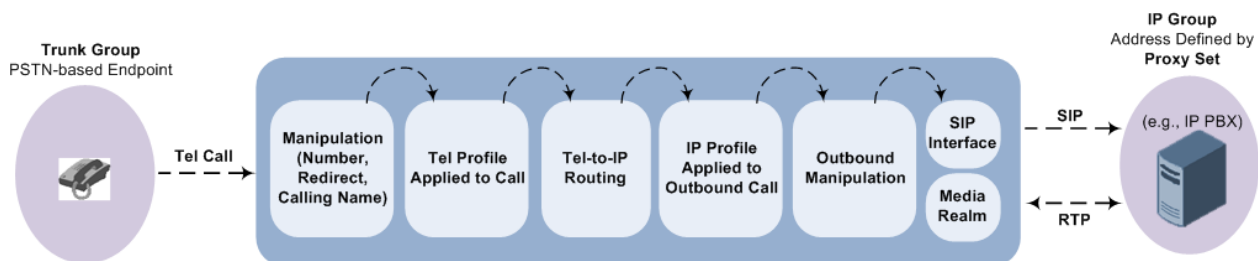 Trunk Group
PSTN-based Endpoint
Tel Call
Manipulation
(Number,
Redirect,
Calling Name)
Tel Profile
Applied to Call
Tel-to-IP
Routing
IP Profile
Applied to
Outbound Call
Outbound
Manipulation
SIP
Interface
Media
Realm
SIP
RTP
IP Group
Address Defined by
Proxy Set
(e.g., IP PBX)